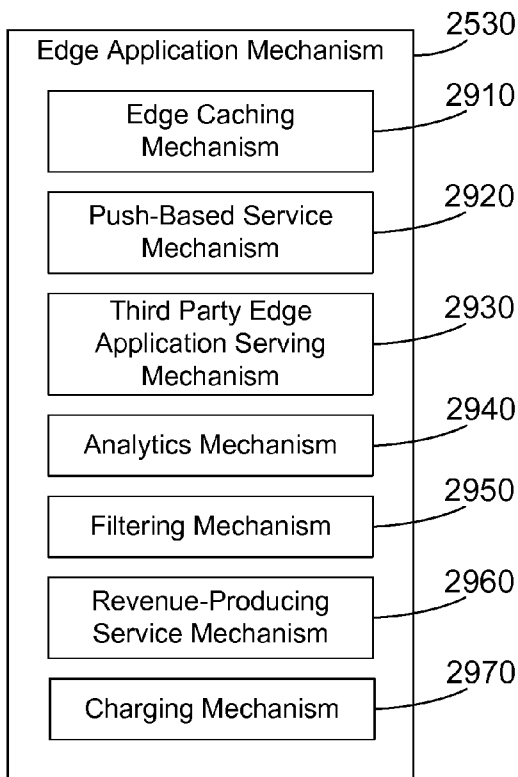 2530
Edge Application Mechanism
2910
Edge Caching
Mechanism
2920
Push-Based Service
Mechanism
2930
Third Party Edge
Application Serving
Mechanism
2940
Analytics Mechanism
2950
Filtering Mechanism
2960
Revenue-Producing
Service Mechanism
2970
Charging Mechanism